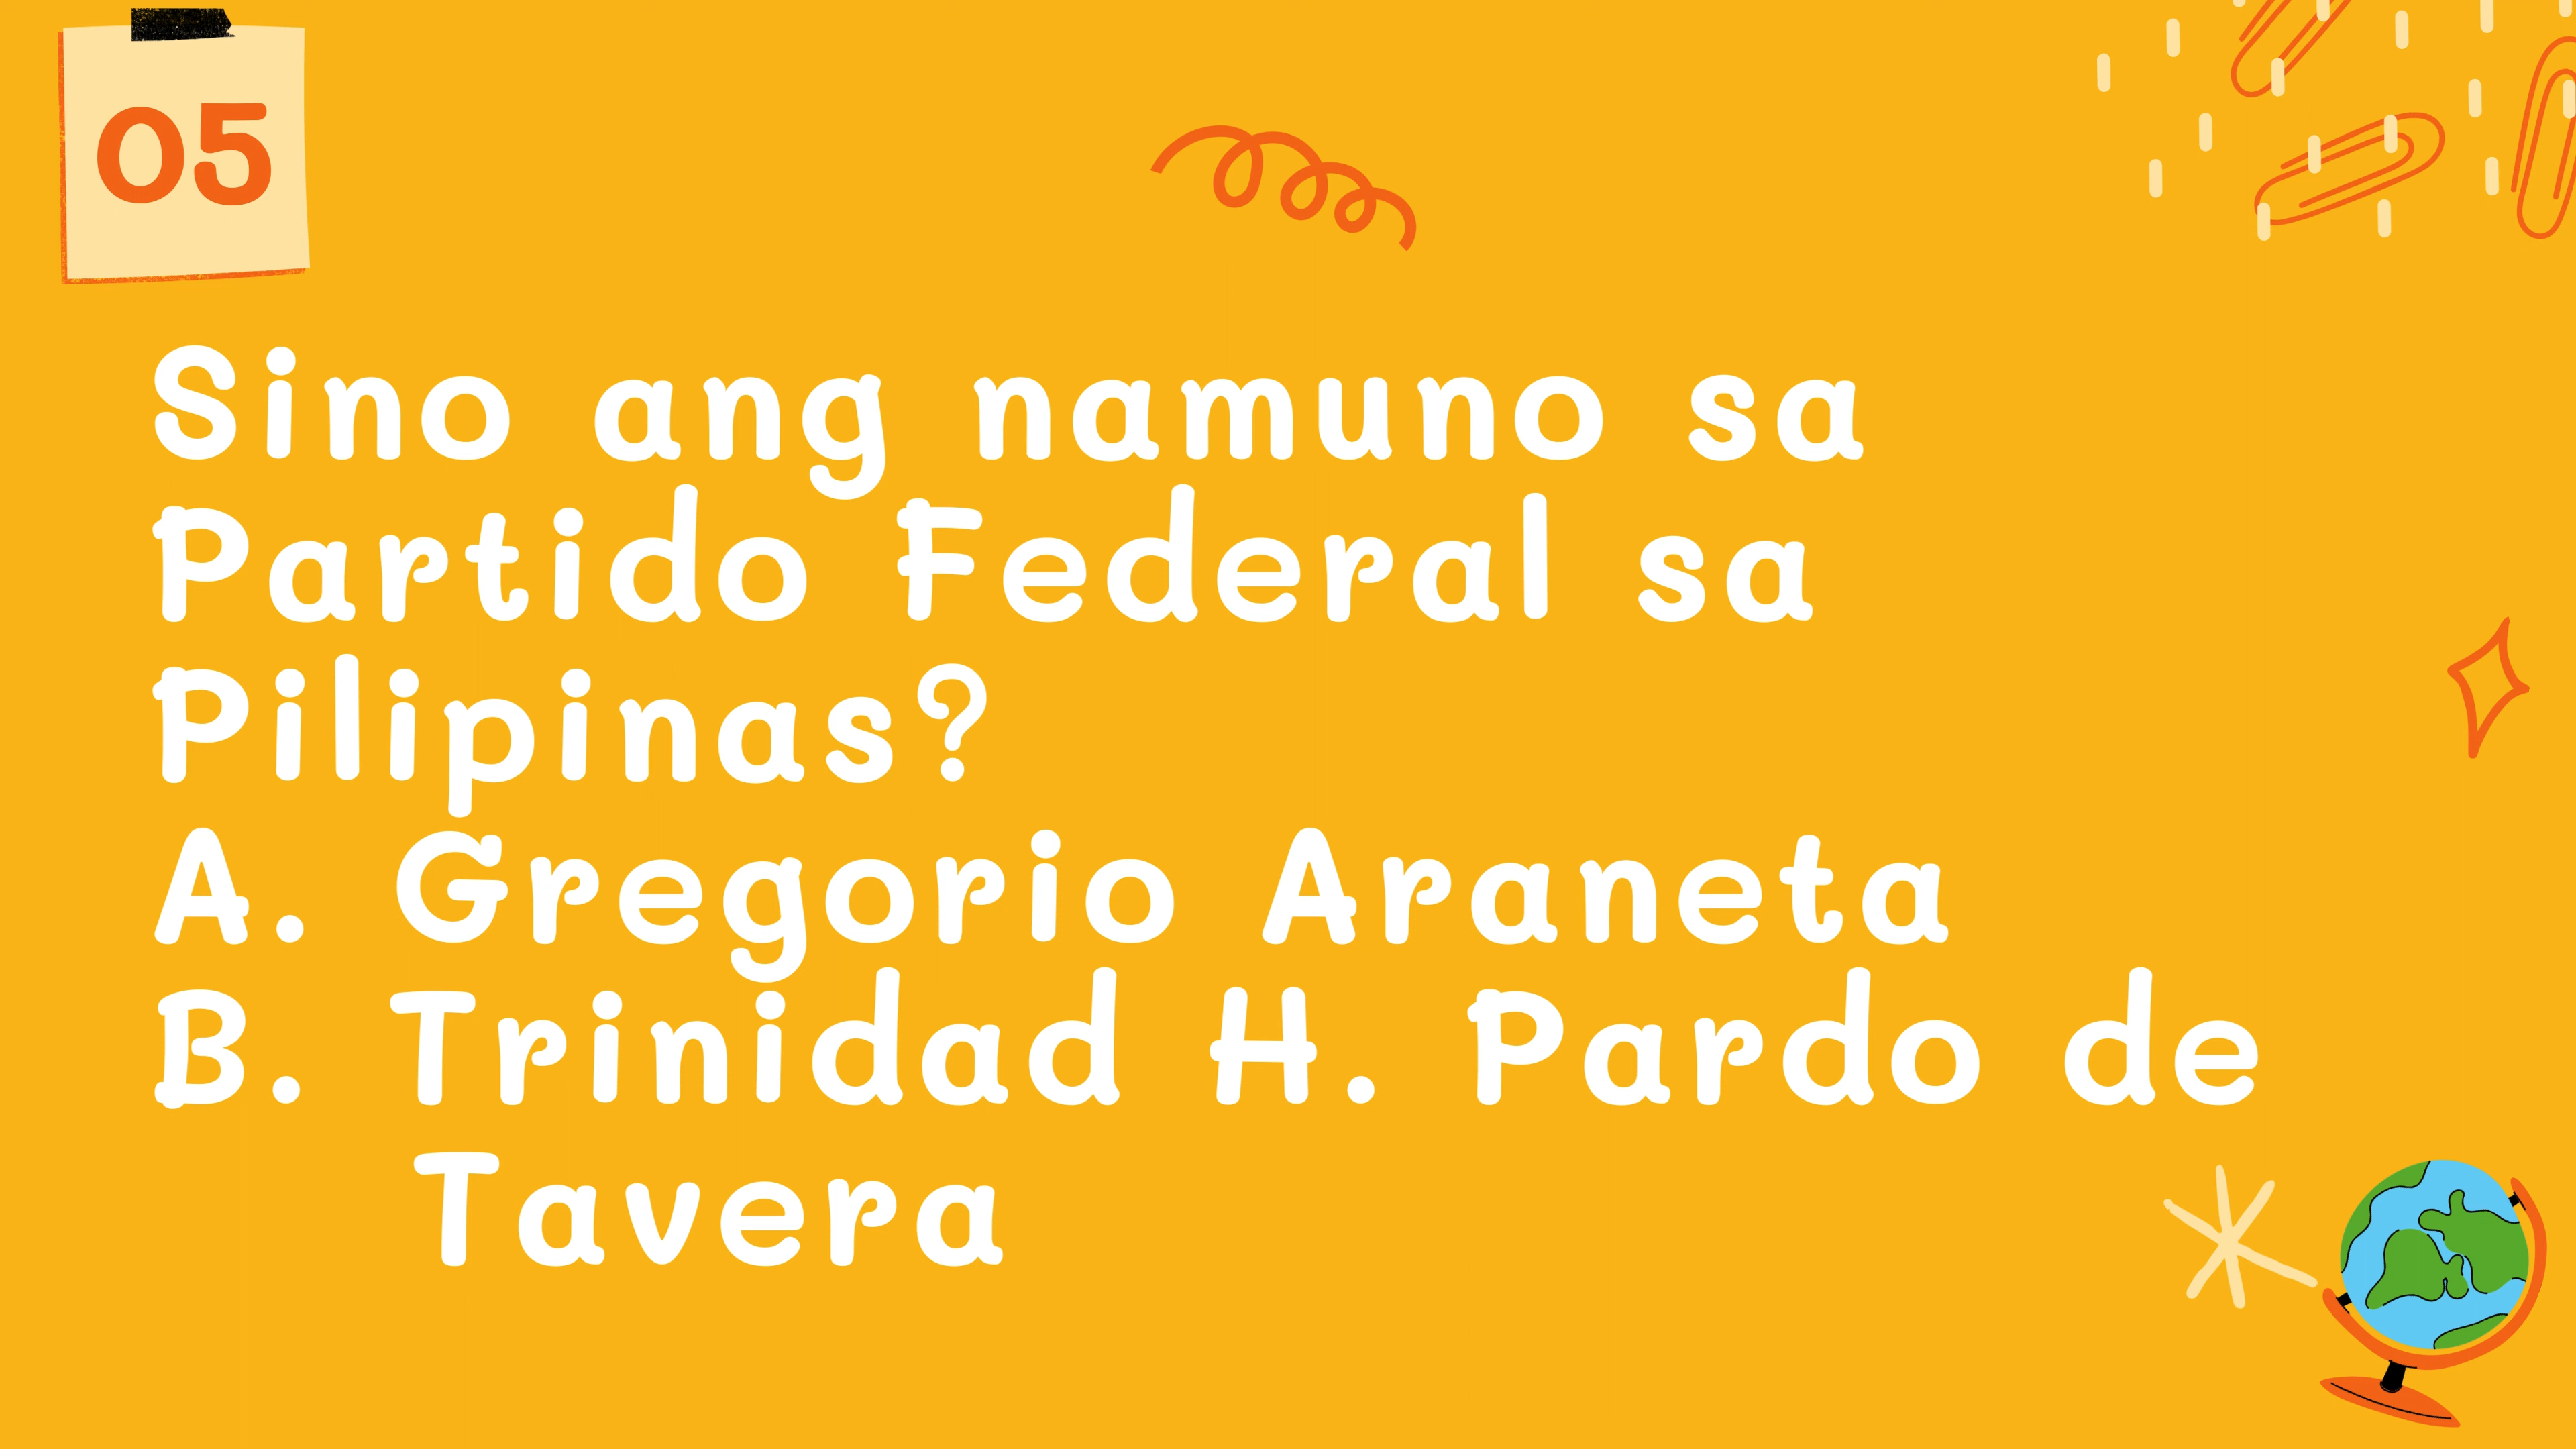 05
Sino ang namuno sa
Partido Federal sa
Pilipinas?
A. Gregorio Araneta
B. Trinidad H. Pardo de
Tavera